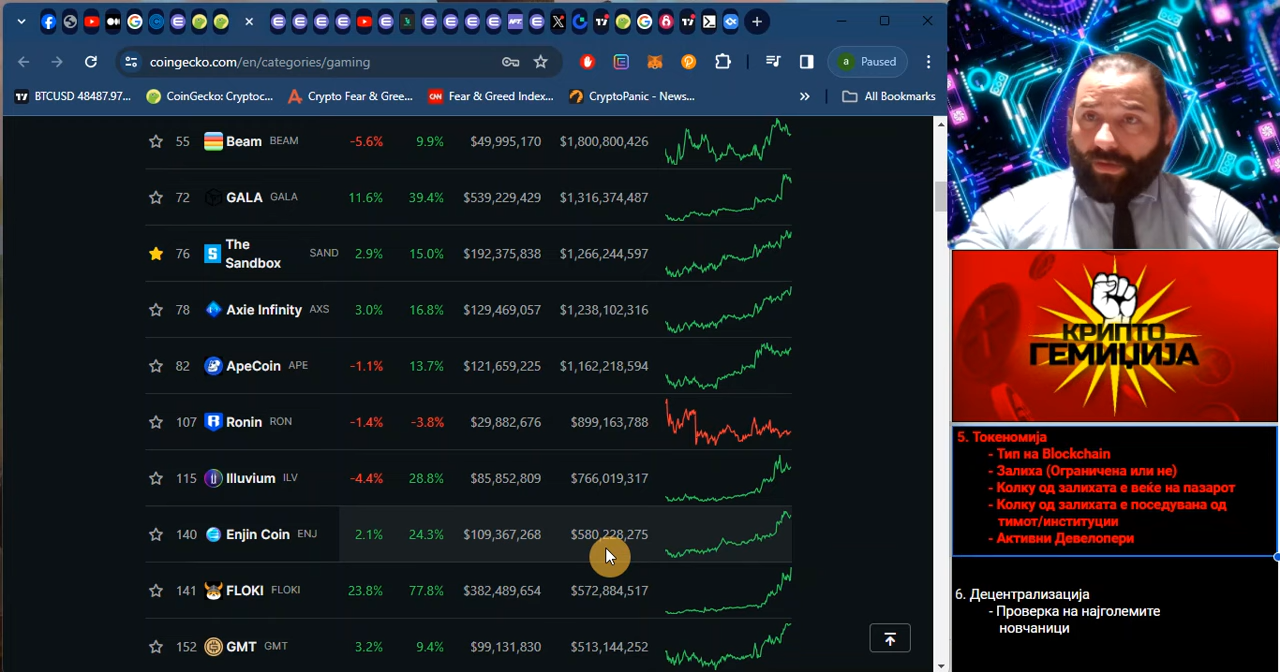 a Paused
coingecko.com/en/categories/gaming
BTCUSD 48487.97... CoinGecko: Cryptoc... Crypto Fear & Gree... CNN Fear & Greed Index... CryptoPanic - News... » All Bookmarks
55 Beam BEAM -5.6% 9.9% $49,995,170 $1,800,800,426
72 GALA GALA 11.6% 39.4% $539,229,429 $1,316,374,487
76 The Sandbox SAND 2.9% 15.0% $192,375,838 $1,266,244,597
78 Axie Infinity AXS 3.0% 16.8% $129,469,057 $1,238,102,316
82 ApeCoin APE -1.1% 13.7% $121,659,225 $1,162,218,594
107 Ronin RON -1.4% -3.8% $29,882,676 $899,163,788
115 Illuvium ILV -4.4% 28.8% $85,852,809 $766,019,317
140 Enjin Coin ENJ 2.1% 24.3% $109,367,268 $580,228,275
141 FLOKI FLOKI 23.8% 77.8% $382,489,654 $572,884,517
152 GMT GMT 3.2% 9.4% $99,131,830 $513,144,252
КРИПТО
ГЕМИЏИЈА
5. Токеномија
- Тип на Blockchain
- Залиха (Ограничена или не)
- Колку од залихата е веќе на пазарот
- Колку од залихата е поседувана од
тимот/институции
- Активни Девелопери
6. Децентрализација
- Проверка на најголемите
новчаници